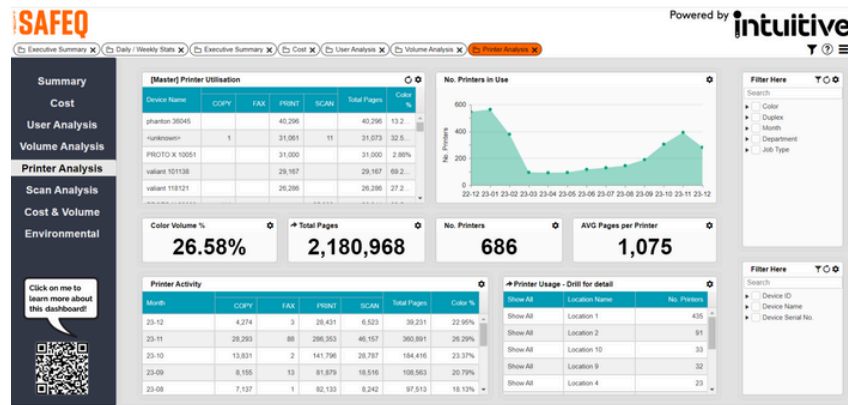 SAFEQ
Powered by intuitive
Executive Summary X
Daily / Weekly Stats X
Executive Summary X
Cost X
User Analysis X
Volume Analysis X
Printer Analysis X
Summary
Cost
User Analysis
Volume Analysis
Printer Analysis
Scan Analysis
Cost & Volume
Environmental
Click on me to
learn more about
this dashboard!
[Master] Printer Utilisation
Device Name COPY FAX PRINT SCAN Total Pages Color %
phanton 36045 40,296 40,296 13.2...
<unknown> 1 31,061 11 31,073 32.5...
PROTO X 10051 31,000 31,000 2.86%
valiant 101138 29,167 29,167 69.2...
valiant 118121 26,286 26,286 27.2...
No. Printers in Use
No. Printers
600
400
200
0
22-12 23-01 23-02 23-03 23-04 23-05 23-06 23-07 23-08 23-09 23-10 23-11 23-12
Color Volume %
26.58%
Total Pages
2,180,968
No. Printers
686
AVG Pages per Printer
1,075
Printer Activity
Month COPY FAX PRINT SCAN Total Pages Color %
23-12 4,274 3 28,431 6,523 39,231 22.95%
23-11 28,293 88 286,353 46,157 360,891 26.29%
23-10 13,831 2 141,796 28,787 184,416 23.37%
23-09 8,155 13 81,879 18,516 108,563 20.79%
23-08 7,137 1 82,133 8,242 97,513 18.13%
Printer Usage - Drill for detail
Show All Location Name No. Printers
Show All Location 1 435
Show All Location 2 91
Show All Location 10 33
Show All Location 9 32
Show All Location 4 23
Filter Here
Search
Color
Duplex
Month
Department
Job Type
Filter Here
Search
Device ID
Device Name
Device Serial No.